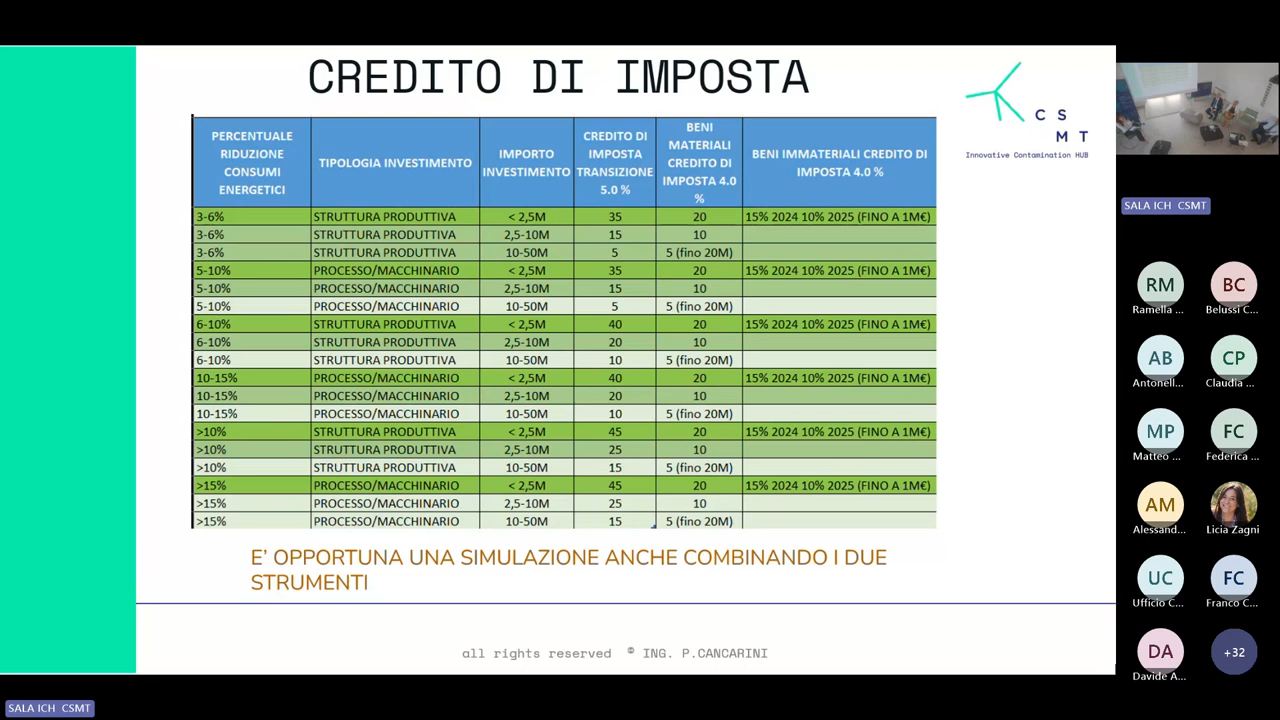 CREDITO DI IMPOSTA
C S
M T
Innovative Contamination HUB
PERCENTUALE RIDUZIONE CONSUMI ENERGETICI TIPOLOGIA INVESTIMENTO IMPORTO INVESTIMENTO CREDITO DI IMPOSTA TRANSIZIONE 5.0 % BENI MATERIALI CREDITO DI IMPOSTA 4.0 % BENI IMMATERIALI CREDITO DI IMPOSTA 4.0 %
3-6% STRUTTURA PRODUTTIVA < 2,5M 35 20 15% 2024 10% 2025 (FINO A 1M€)
3-6% STRUTTURA PRODUTTIVA 2,5-10M 15 10
3-6% STRUTTURA PRODUTTIVA 10-50M 5 5 (fino 20M)
5-10% PROCESSO/MACCHINARIO < 2,5M 35 20 15% 2024 10% 2025 (FINO A 1M€)
5-10% PROCESSO/MACCHINARIO 2,5-10M 15 10
5-10% PROCESSO/MACCHINARIO 10-50M 5 5 (fino 20M)
6-10% STRUTTURA PRODUTTIVA < 2,5M 40 20 15% 2024 10% 2025 (FINO A 1M€)
6-10% STRUTTURA PRODUTTIVA 2,5-10M 20 10
6-10% STRUTTURA PRODUTTIVA 10-50M 10 5 (fino 20M)
10-15% PROCESSO/MACCHINARIO < 2,5M 40 20 15% 2024 10% 2025 (FINO A 1M€)
10-15% PROCESSO/MACCHINARIO 2,5-10M 20 10
10-15% PROCESSO/MACCHINARIO 10-50M 10 5 (fino 20M)
>10% STRUTTURA PRODUTTIVA < 2,5M 45 20 15% 2024 10% 2025 (FINO A 1M€)
>10% STRUTTURA PRODUTTIVA 2,5-10M 25 10
>10% STRUTTURA PRODUTTIVA 10-50M 15 5 (fino 20M)
>15% PROCESSO/MACCHINARIO < 2,5M 45 20 15% 2024 10% 2025 (FINO A 1M€)
>15% PROCESSO/MACCHINARIO 2,5-10M 25 10
>15% PROCESSO/MACCHINARIO 10-50M 15 5 (fino 20M)
E' OPPORTUNA UNA SIMULAZIONE ANCHE COMBINANDO I DUE
STRUMENTI
all rights reserved © ING. P.CANCARINI
SALA ICH CSMT
RM BC
Ramella ... Belussi C...
AB CP
Antonell... Claudia ...
MP FC
Matteo ... Federica ...
AM
Alessand... Licia Zagni
UC FC
Ufficio C... Franco C...
DA +32
Davide A...
SALA ICH CSMT